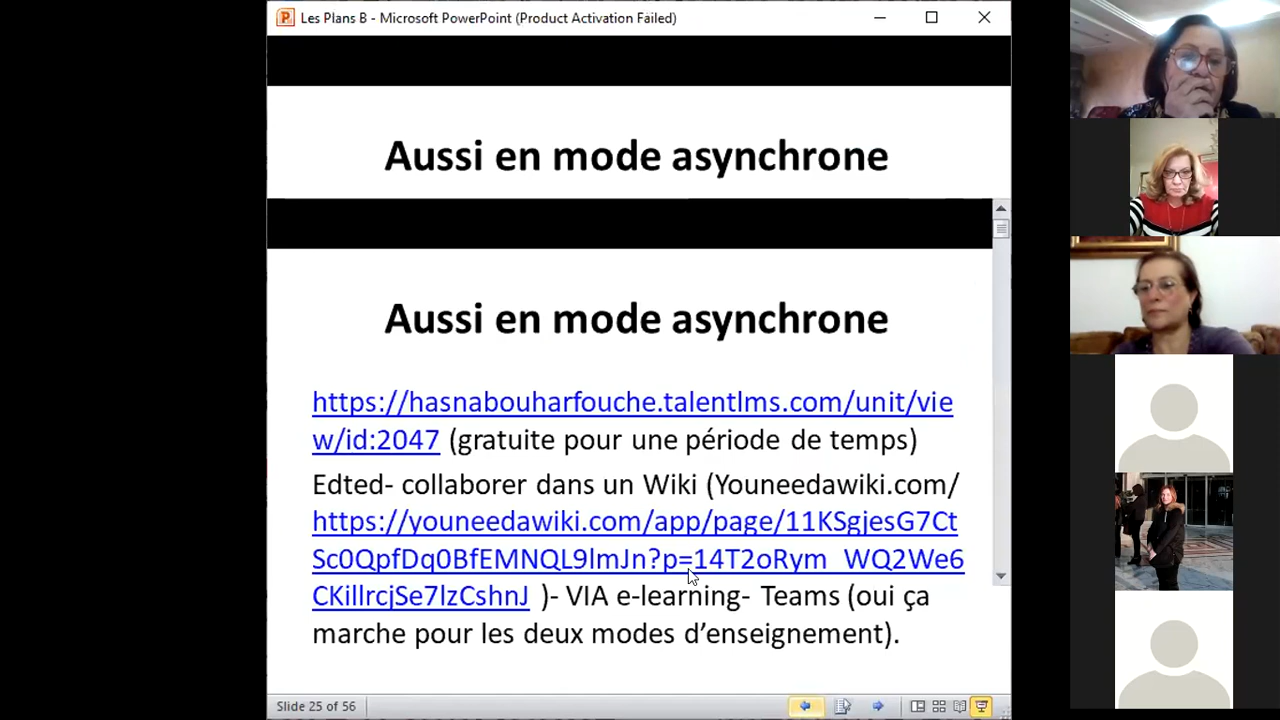 Les Plans B - Microsoft PowerPoint (Product Activation Failed)
Aussi en mode asynchrone
Aussi en mode asynchrone
https://hasnabouharfouche.talentlms.com/unit/vie
w/id:2047 (gratuite pour une période de temps)
Edted- collaborer dans un Wiki (Youneedawiki.com/
https://youneedawiki.com/app/page/11KSgjesG7Ct
Sc0QpfDq0BfEMNQL9lmJn?p=14T2oRym_WQ2We6
CKillrcjSe7lzCshnJ )- VIA e-learning- Teams (oui ça
marche pour les deux modes d’enseignement).
Slide 25 of 56